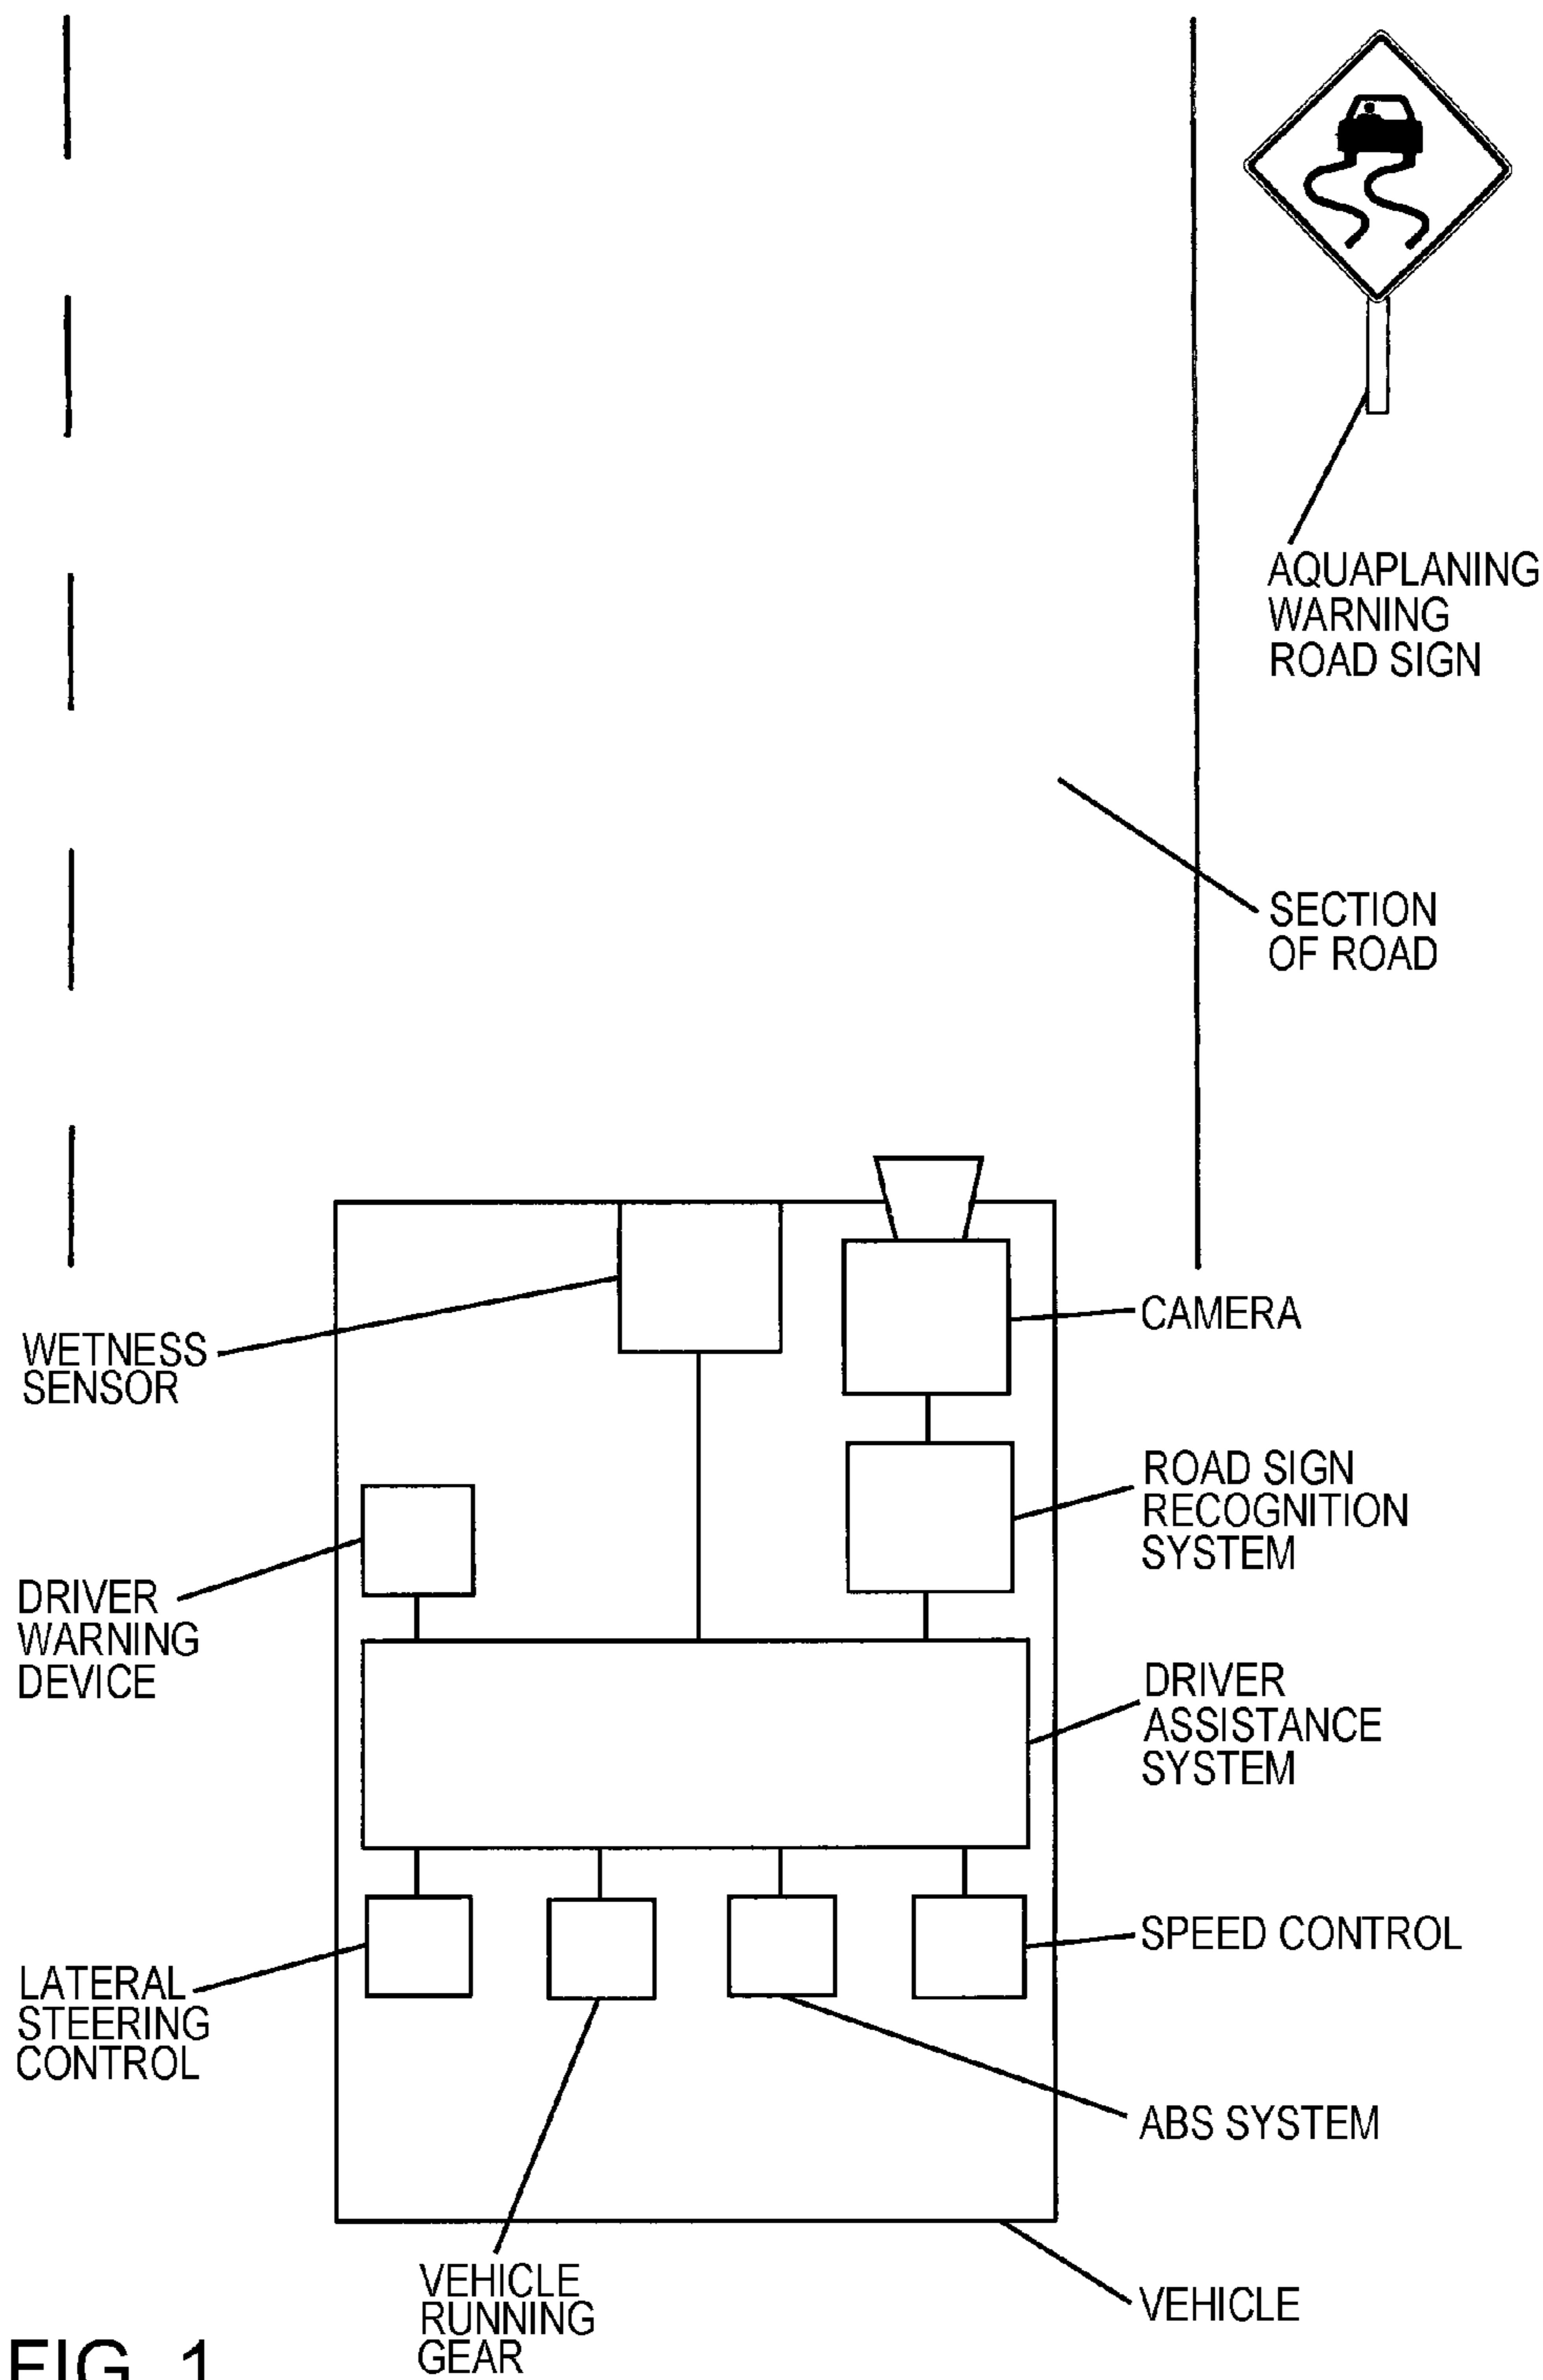 AQUAPLANING
WARNING
ROAD SIGN
SECTION
OF ROAD
CAMERA
WETNESS
SENSOR
ROAD SIGN
RECOGNITION
SYSTEM
DRIVER
WARNING
DEVICE
DRIVER
ASSISTANCE
SYSTEM
SPEED CONTROL
LATERAL
STEERING
CONTROL
ABS SYSTEM
VEHICLE
RUNNING
GEAR
VEHICLE
FIG. 1